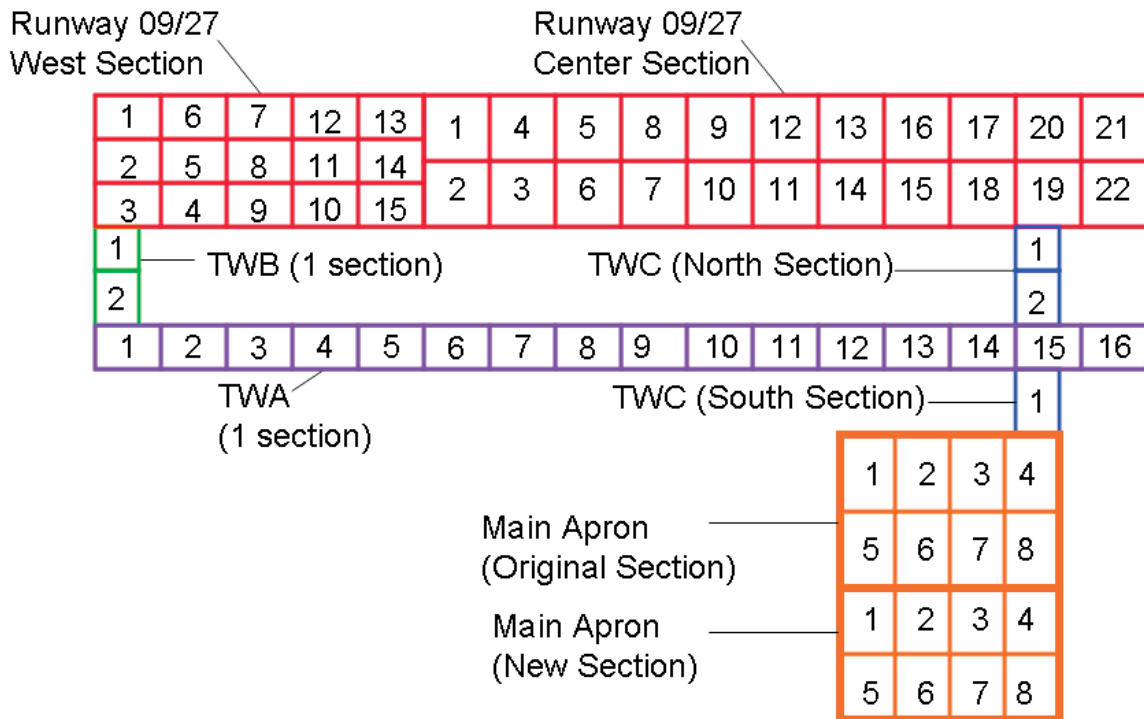 Runway 09/27
West Section
Runway 09/27
Center Section
1 6 7 12 13
2 5 8 11 14
3 4 9 10 15
1 4 5 8 9 12 13 16 17 20 21
2 3 6 7 10 11 14 15 18 19 22
1
2
TWB (1 section)
TWC (North Section)
1
2
1 2 3 4 5 6 7 8 9 10 11 12 13 14 15 16
TWA
(1 section)
TWC (South Section)
1
Main Apron
(Original Section)
1 2 3 4
5 6 7 8
Main Apron
(New Section)
1 2 3 4
5 6 7 8